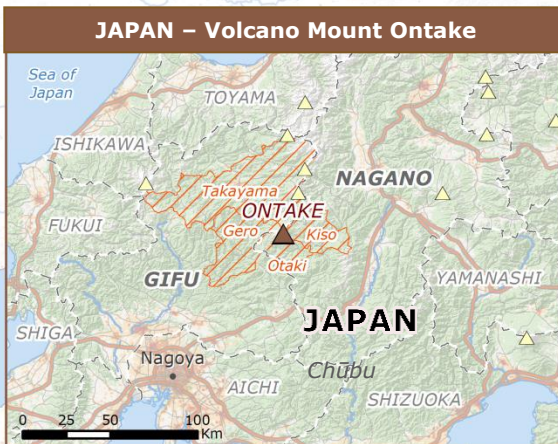 JAPAN – Volcano Mount Ontake
Sea of
Japan
TOYAMA
ISHIKAWA
Takayama
NAGANO
ONTAKE
FUKUI
Gero
Kiso
Otaki
GIFU
YAMANASHI
JAPAN
SHIGA
Nagoya
Chūbu
AICHI
SHIZUOKA
0 25 50 100
Km